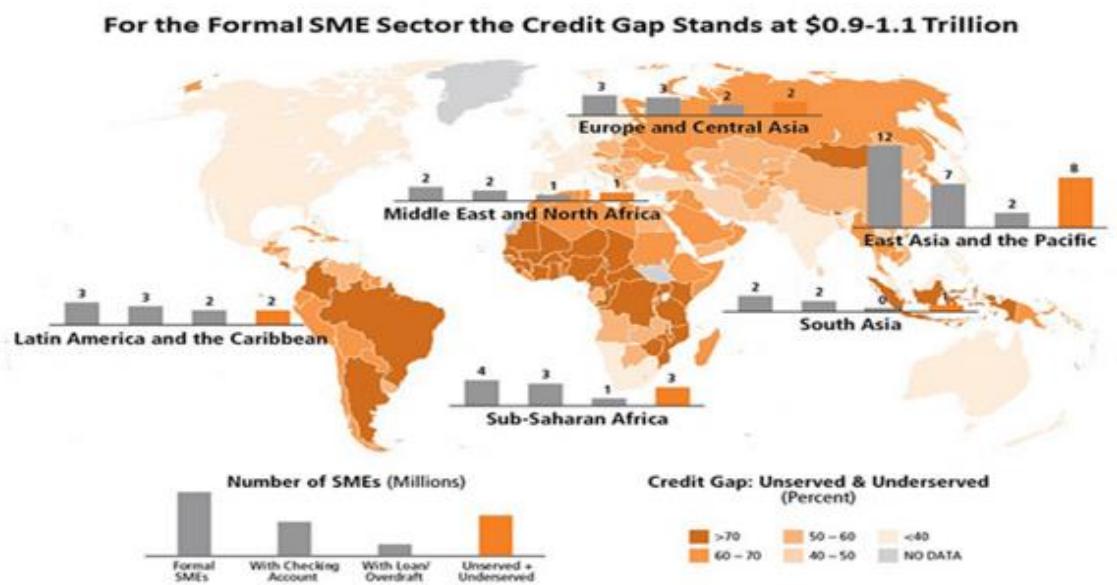 For the Formal SME Sector the Credit Gap Stands at $0.9-1.1 Trillion
3 3 2 2
Europe and Central Asia
12 7 2 8
East Asia and the Pacific
2 2 1 1
Middle East and North Africa
2 2 0 1
South Asia
3 3 2 2
Latin America and the Caribbean
4 3 1 3
Sub-Saharan Africa
Number of SMEs (Millions)
Formal SMEs
With Checking Account
With Loan/ Overdraft
Unserved + Underserved
Credit Gap: Unserved & Underserved
(Percent)
>70 50 – 60 <40
60 – 70 40 – 50 NO DATA